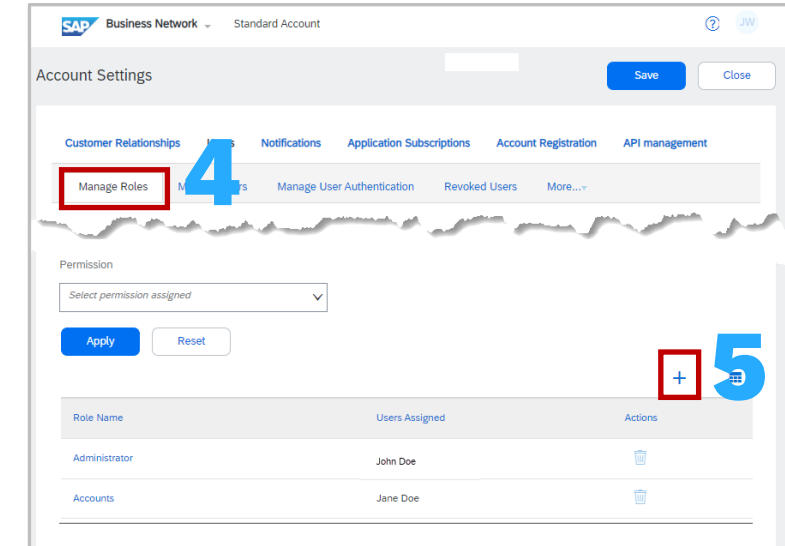 SAP Business Network Standard Account ? JW
Account Settings Save Close
Customer Relationships Notifications Application Subscriptions Account Registration API management
4
Manage Roles Manage User Authentication Revoked Users More...
Permission
Select permission assigned
Apply Reset
+ 5
Role Name Users Assigned Actions
Administrator John Doe
Accounts Jane Doe